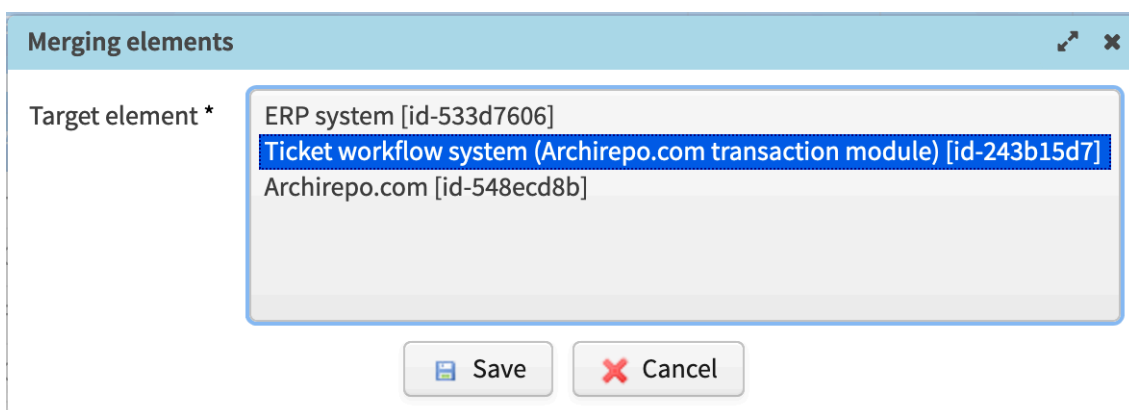 Merging elements
Target element *
ERP system [id-533d7606]
Ticket workflow system (Archirepo.com transaction module) [id-243b15d7]
Archirepo.com [id-548ecd8b]
Save
Cancel